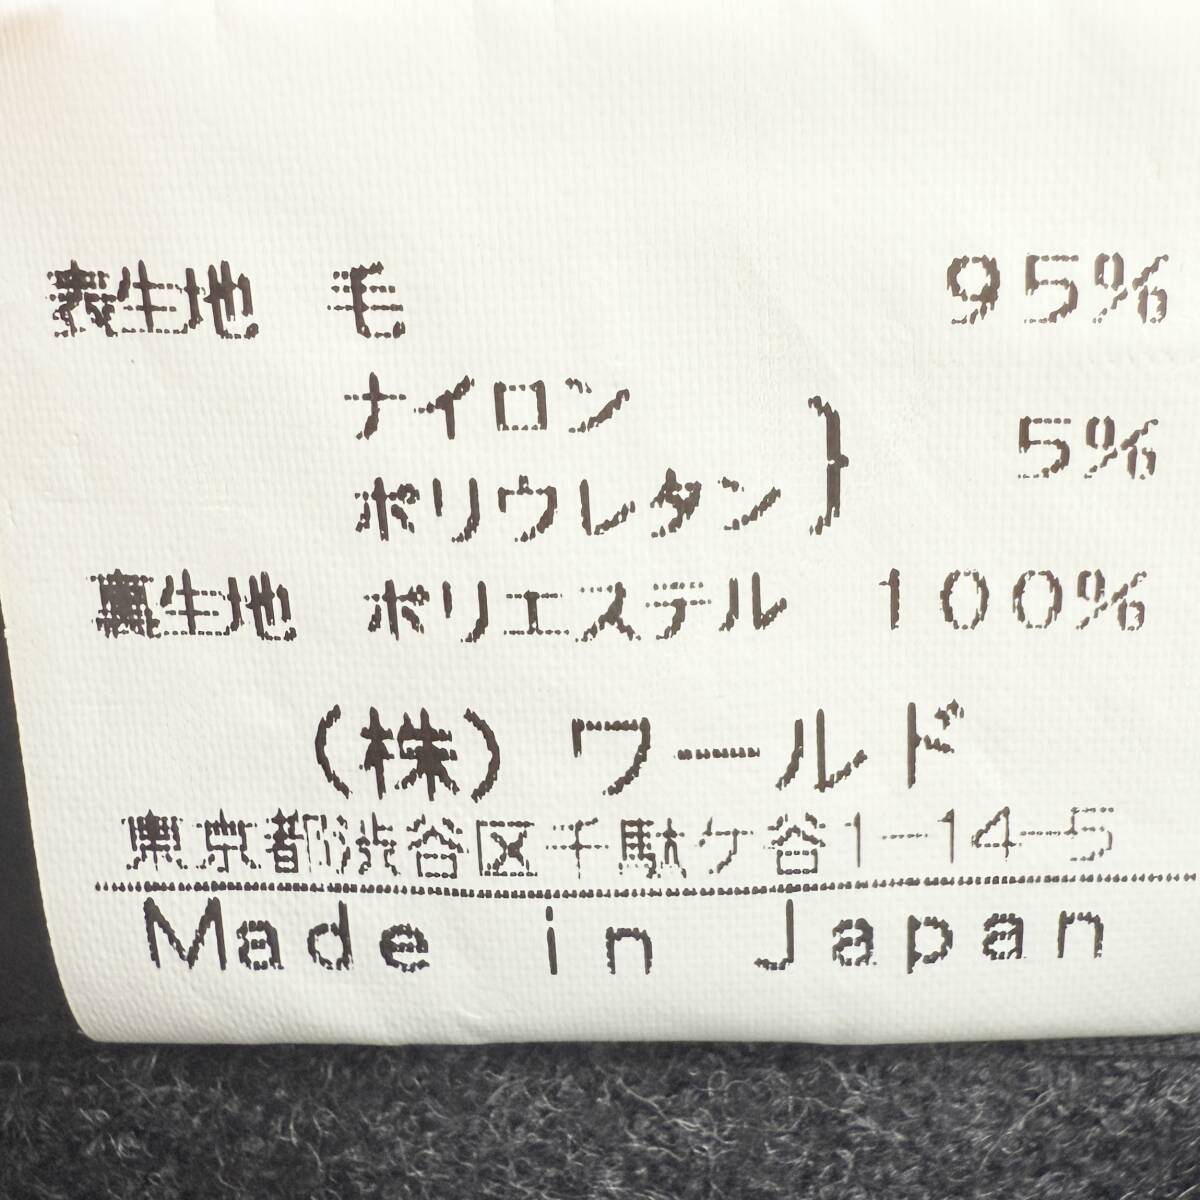 表生地 毛 95%
ナイロン
ポリウレタン } 5%
裏生地 ポリエステル 100%
(株) ワールド
東京都渋谷区千駄ケ谷1-14-5
Made in Japan